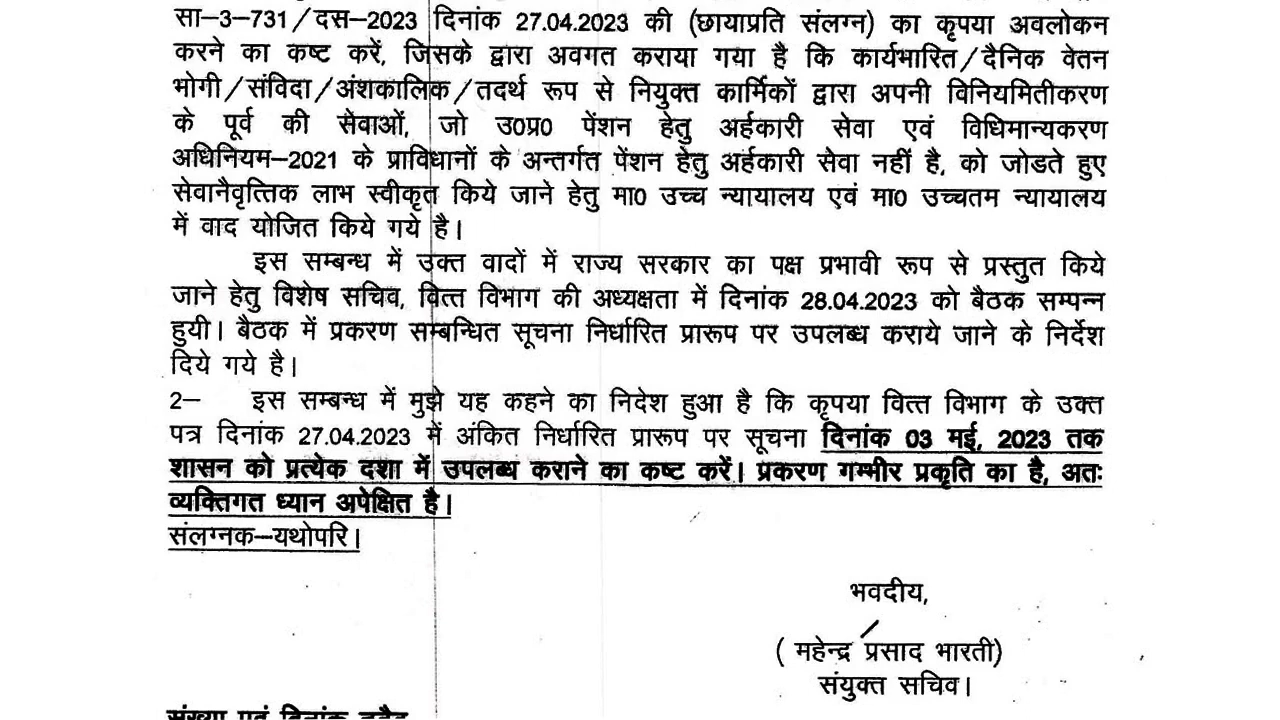 सा–3–731/दस–2023 दिनांक 27.04.2023 की (छायाप्रति संलग्न) का कृपया अवलोकन
करने का कष्ट करें, जिसके द्वारा अवगत कराया गया है कि कार्यभारित/दैनिक वेतन
भोगी/संविदा/अंशकालिक/तदर्थ रूप से नियुक्त कार्मिकों द्वारा अपनी विनियमितीकरण
के पूर्व की सेवाओं, जो उ0प्र0 पेंशन हेतु अर्हकारी सेवा एवं विधिमान्यकरण
अधिनियम–2021 के प्राविधानों के अन्तर्गत पेंशन हेतु अर्हकारी सेवा नहीं है, को जोडते हुए
सेवानैवृत्तिक लाभ स्वीकृत किये जाने हेतु मा0 उच्च न्यायालय एवं मा0 उच्चतम न्यायालय
में वाद योजित किये गये है।
इस सम्बन्ध में उक्त वादों में राज्य सरकार का पक्ष प्रभावी रूप से प्रस्तुत किये
जाने हेतु विशेष सचिव, वित्त विभाग की अध्यक्षता में दिनांक 28.04.2023 को बैठक सम्पन्न
हुयी। बैठक में प्रकरण सम्बन्धित सूचना निर्धारित प्रारूप पर उपलब्ध कराये जाने के निर्देश
दिये गये है।
2– इस सम्बन्ध में मुझे यह कहने का निदेश हुआ है कि कृपया वित्त विभाग के उक्त
पत्र दिनांक 27.04.2023 में अंकित निर्धारित प्रारूप पर सूचना दिनांक 03 मई, 2023 तक
शासन को प्रत्येक दशा में उपलब्ध कराने का कष्ट करें। प्रकरण गम्भीर प्रकृति का है, अतः
व्यक्तिगत ध्यान अपेक्षित है।
संलग्नक–यथोपरि।
भवदीय,
( महेन्द्र प्रसाद भारती)
संयुक्त सचिव।
संख्या एवं दिनांक तदैव